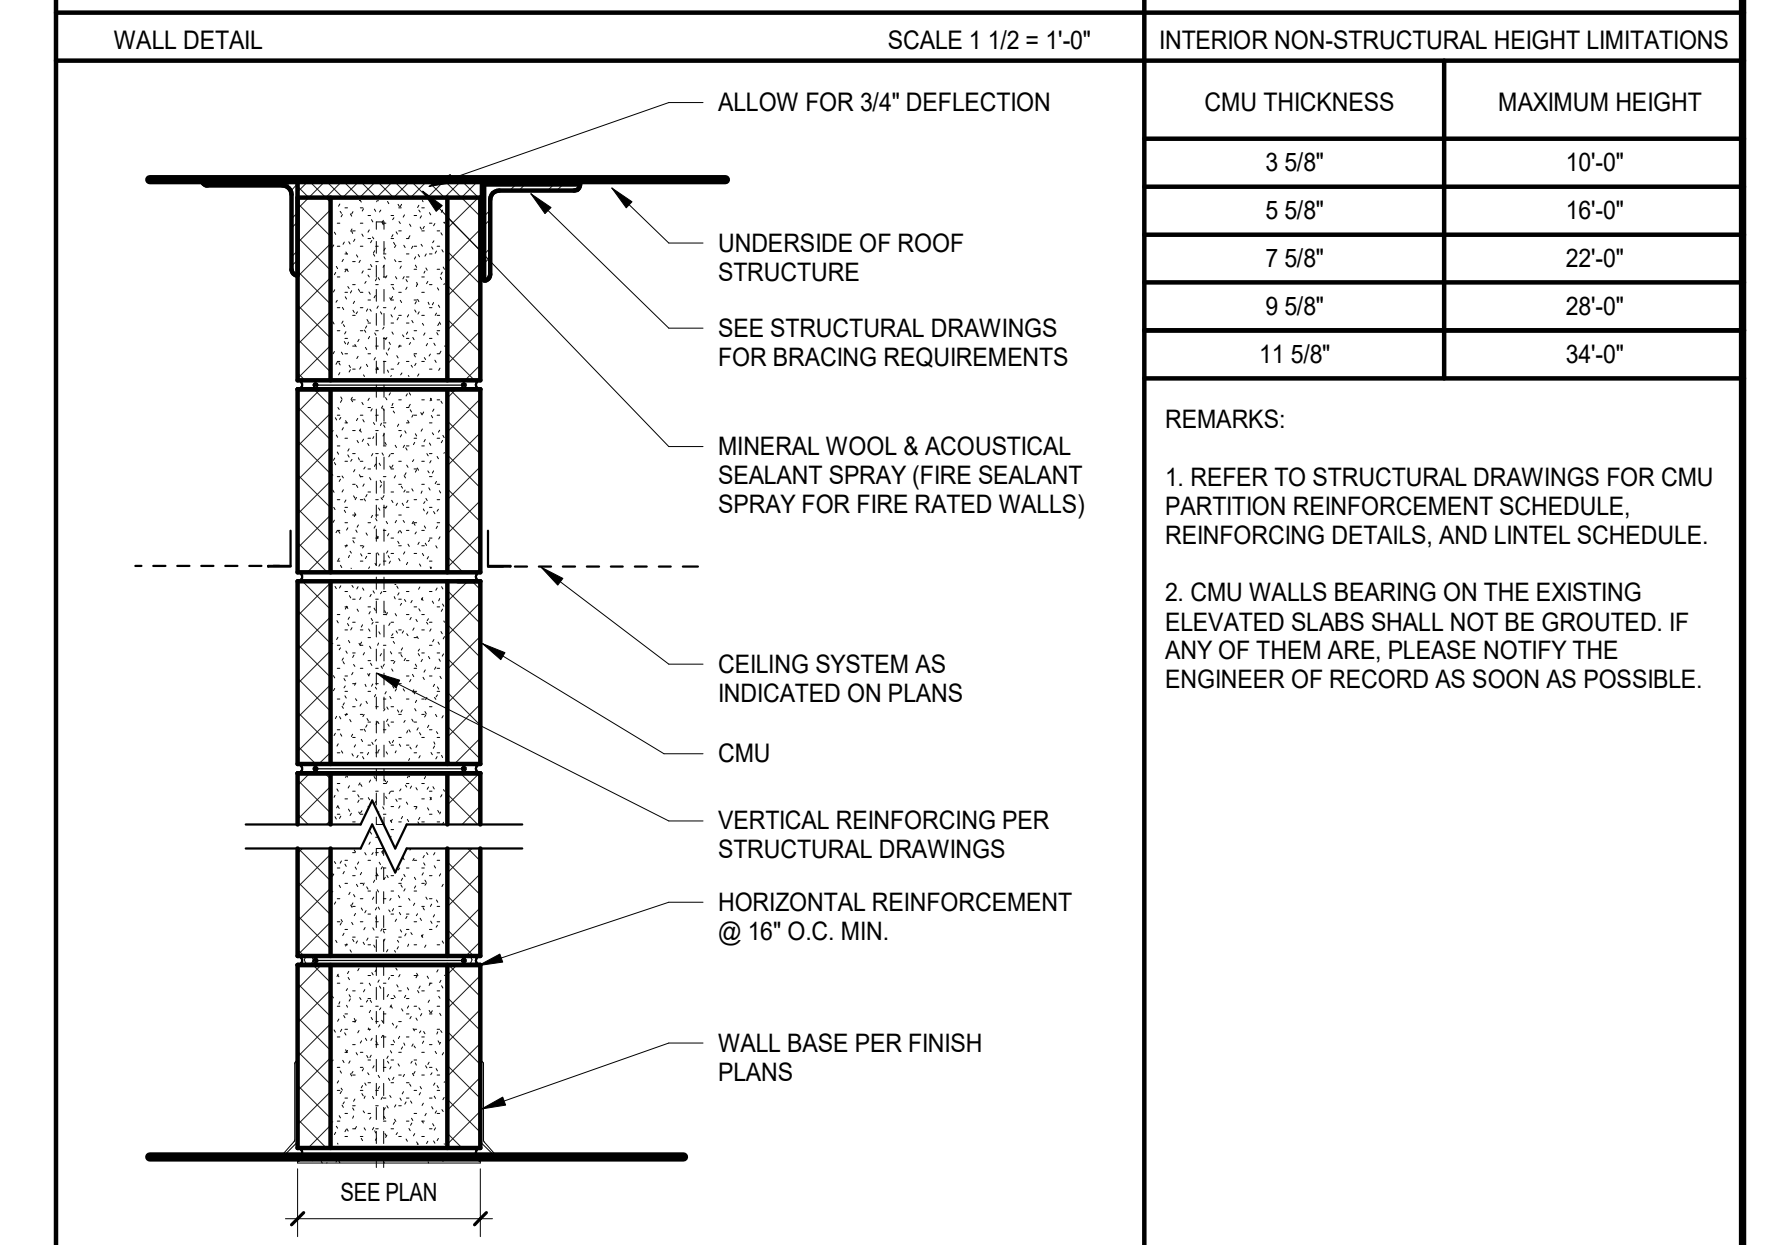 WALL DETAIL
SCALE 1 1/2 = 1'-0"
ALLOW FOR 3/4" DEFLECTION
UNDERSIDE OF ROOF
STRUCTURE
SEE STRUCTURAL DRAWINGS
FOR BRACING REQUIREMENTS
MINERAL WOOL & ACOUSTICAL
SEALANT SPRAY (FIRE SEALANT
SPRAY FOR FIRE RATED WALLS)
CEILING SYSTEM AS
INDICATED ON PLANS
CMU
VERTICAL REINFORCING PER
STRUCTURAL DRAWINGS
HORIZONTAL REINFORCEMENT
@ 16" O.C. MIN.
WALL BASE PER FINISH
PLANS
SEE PLAN
INTERIOR NON-STRUCTURAL HEIGHT LIMITATIONS
CMU THICKNESS MAXIMUM HEIGHT
3 5/8" 10'-0"
5 5/8" 16'-0"
7 5/8" 22'-0"
9 5/8" 28'-0"
11 5/8" 34'-0"
REMARKS:
1. REFER TO STRUCTURAL DRAWINGS FOR CMU
PARTITION REINFORCEMENT SCHEDULE,
REINFORCING DETAILS, AND LINTEL SCHEDULE.
2. CMU WALLS BEARING ON THE EXISTING
ELEVATED SLABS SHALL NOT BE GROUTED. IF
ANY OF THEM ARE, PLEASE NOTIFY THE
ENGINEER OF RECORD AS SOON AS POSSIBLE.